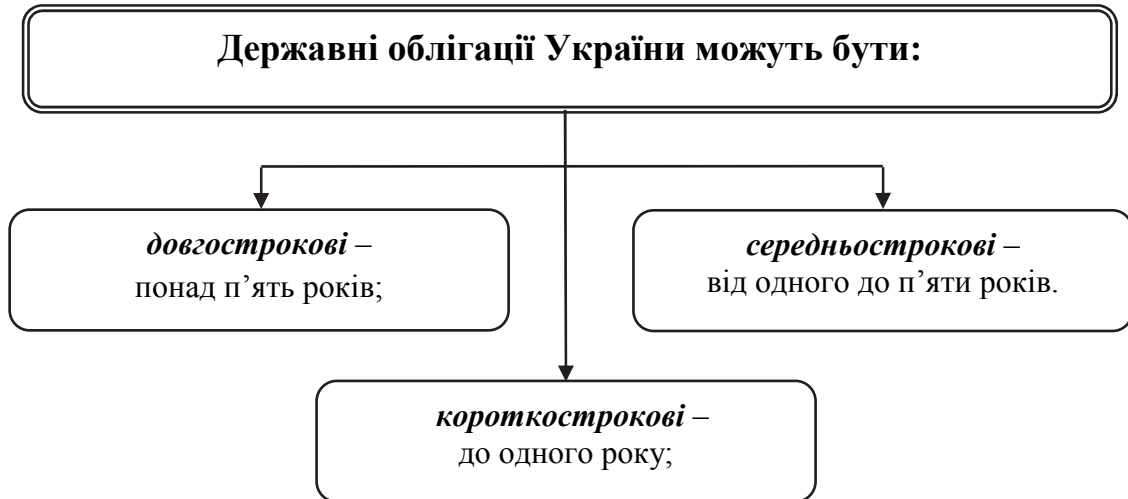 Державні облігації України можуть бути:
довгострокові –
понад п’ять років;
середньострокові –
від одного до п’яти років.
короткострокові –
до одного року;